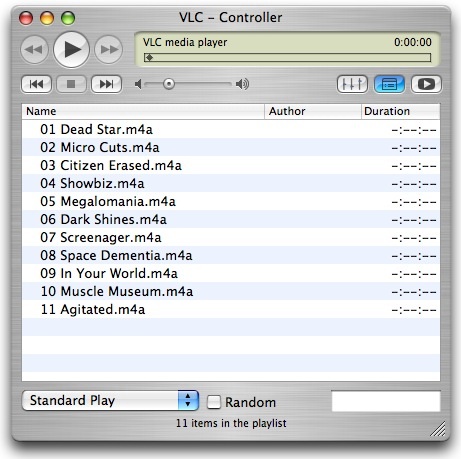 VLC – Controller
VLC media player 0:00:00
Name Author Duration
01 Dead Star.m4a -:--:--
02 Micro Cuts.m4a -:--:--
03 Citizen Erased.m4a -:--:--
04 Showbiz.m4a -:--:--
05 Megalomania.m4a -:--:--
06 Dark Shines.m4a -:--:--
07 Screenager.m4a -:--:--
08 Space Dementia.m4a -:--:--
09 In Your World.m4a -:--:--
10 Muscle Museum.m4a -:--:--
11 Agitated.m4a -:--:--
Standard Play Random
11 items in the playlist